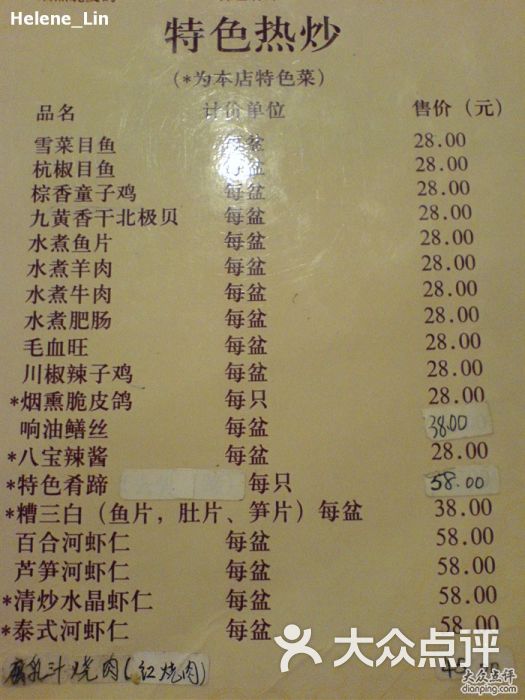 Helene_Lin
特色热炒
(*为本店特色菜)
品名 计价单位 售价（元）
雪菜目鱼 每盆 28.00
杭椒目鱼 每盆 28.00
棕香童子鸡 每盆 28.00
九黄香干北极贝 每盆 28.00
水煮鱼片 每盆 28.00
水煮羊肉 每盆 28.00
水煮牛肉 每盆 28.00
水煮肥肠 每盆 28.00
毛血旺 每盆 28.00
川椒辣子鸡 每盆 28.00
*烟熏脆皮鸽 每只 28.00
响油鳝丝 每盆 38.00
*八宝辣酱 每盆 28.00
*特色肴蹄 每只 58.00
*糟三白（鱼片，肚片、笋片）每盆 38.00
百合河虾仁 每盆 58.00
芦笋河虾仁 每盆 58.00
*清炒水晶虾仁 每盆 58.00
*泰式河虾仁 每盆 58.00
乳汁烧肉(红烧肉)
大众点评
大众点评
dianping.com